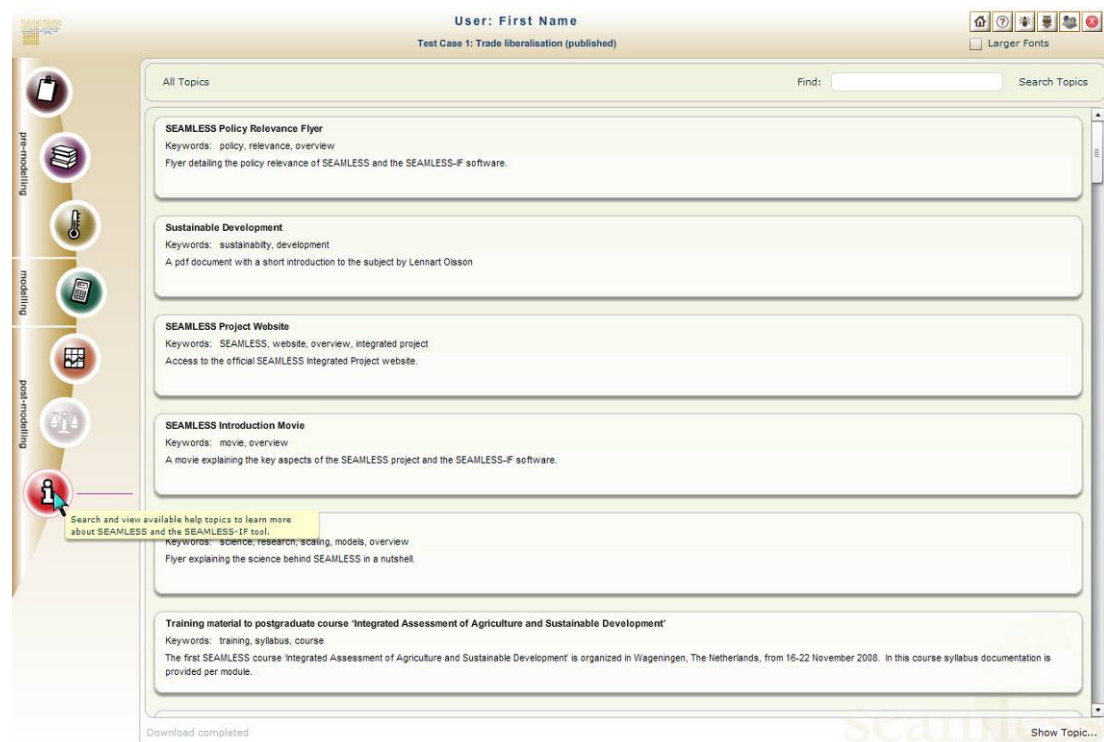 User: First Name
Test Case 1: Trade liberalisation (published)
Larger Fonts
pre-modelling
modelling
post-modelling
All Topics
Find:
Search Topics
SEAMLESS Policy Relevance Flyer
Keywords: policy, relevance, overview
Flyer detailing the policy relevance of SEAMLESS and the SEAMLESS-IF software.
Sustainable Development
Keywords: sustainabilty, development
A pdf document with a short introduction to the subject by Lennart Olsson
SEAMLESS Project Website
Keywords: SEAMLESS, website, overview, integrated project
Access to the official SEAMLESS Integrated Project website.
SEAMLESS Introduction Movie
Keywords: movie, overview
A movie explaining the key aspects of the SEAMLESS project and the SEAMLESS-IF software.
Search and view available help topics to learn more
about SEAMLESS and the SEAMLESS-IF tool.
Keywords: science, research, scaling, models, overview
Flyer explaining the science behind SEAMLESS in a nutshell.
Training material to postgraduate course 'Integrated Assessment of Agriculture and Sustainable Development'
Keywords: training, syllabus, course
The first SEAMLESS course 'Integrated Assessment of Agriculture and Sustainable Development' is organized in Wageningen, The Netherlands, from 16-22 November 2008. In this course syllabus documentation is
provided per module.
seamless
Download completed
Show Topic...